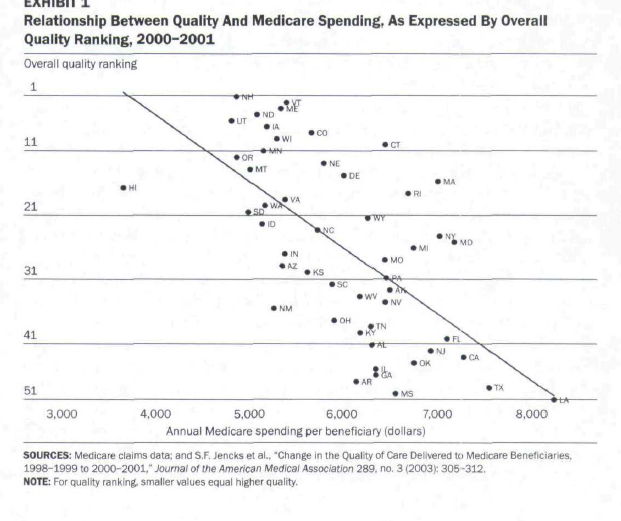 EXHIBIT 1
Relationship Between Quality And Medicare Spending, As Expressed By Overall
Quality Ranking, 2000–2001
Overall quality ranking
1
NH
VT
ME
ND
UT
IA
CO
WI
CT
11
MN
OR
NE
MT
DE
MA
HI
RI
VA
WA
21
SD
WY
ID
NC
NY
MD
MI
IN
MO
AZ
KS
31
PA
SC
AK
WV
NV
NM
OH
TN
KY
FL
41
AL
NJ
CA
OK
IL
GA
AR
TX
MS
51
LA
3,000 4,000 5,000 6,000 7,000 8,000
Annual Medicare spending per beneficiary (dollars)
SOURCES: Medicare claims data; and S.F. Jencks et al., “Change in the Quality of Care Delivered to Medicare Beneficiaries,
1998–1999 to 2000–2001,” Journal of the American Medical Association 289, no. 3 (2003): 305–312.
NOTE: For quality ranking, smaller values equal higher quality.